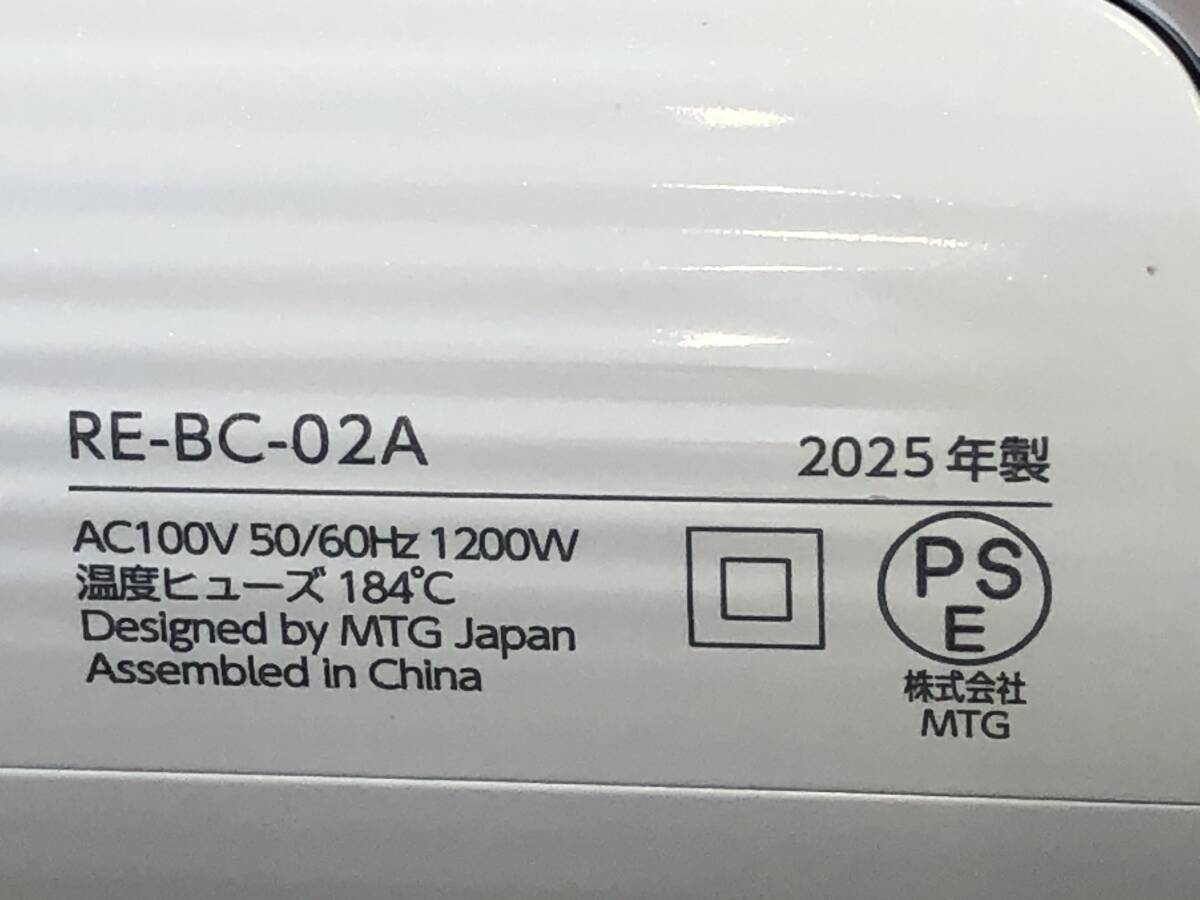 RE-BC-02A
2025年製
AC100V 50/60Hz 1200W
温度ヒューズ 184℃
Designed by MTG Japan
Assembled in China
PS
E
株式会社
MTG